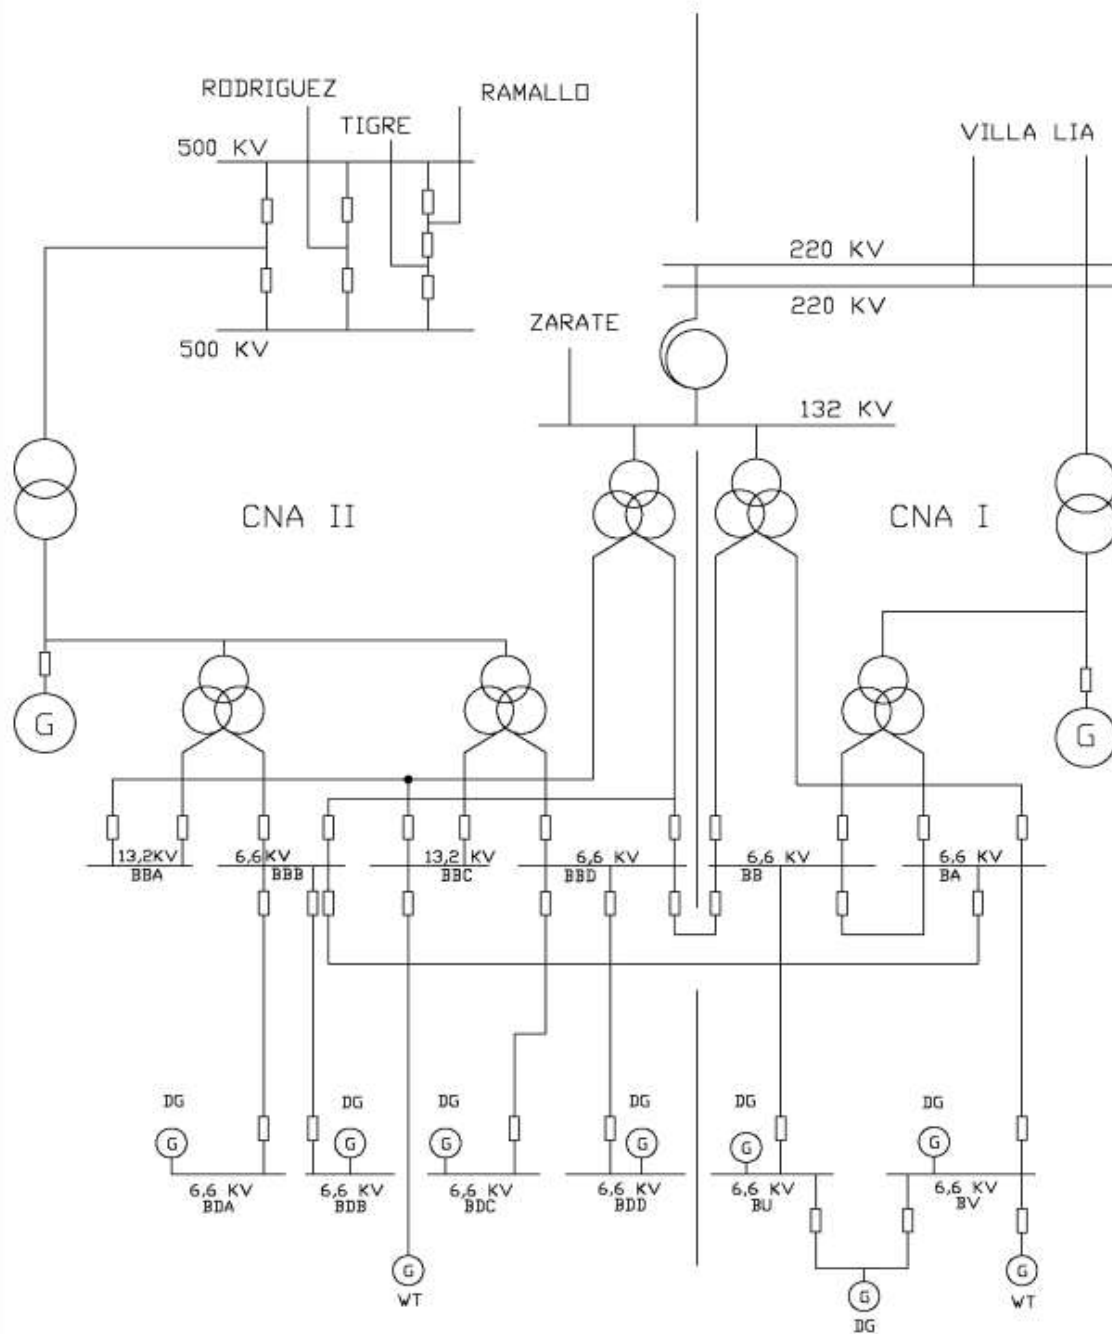 RODRIGUEZ
RAMALLO
TIGRE
500 KV
500 KV
VILLA LIA
220 KV
220 KV
ZARATE
132 KV
CNA II
CNA I
G
G
13,2KV
BBA
6,6KV
BBB
13,2 KV
BBC
6,6 KV
BBD
6,6 KV
BB
6,6 KV
BA
DG
G
6,6 KV
BDA
DG
G
6,6 KV
BDB
DG
G
6,6 KV
BDC
DG
G
6,6 KV
BDD
DG
G
6,6 KV
BU
DG
G
6,6 KV
BV
G
WT
G
DG
G
WT